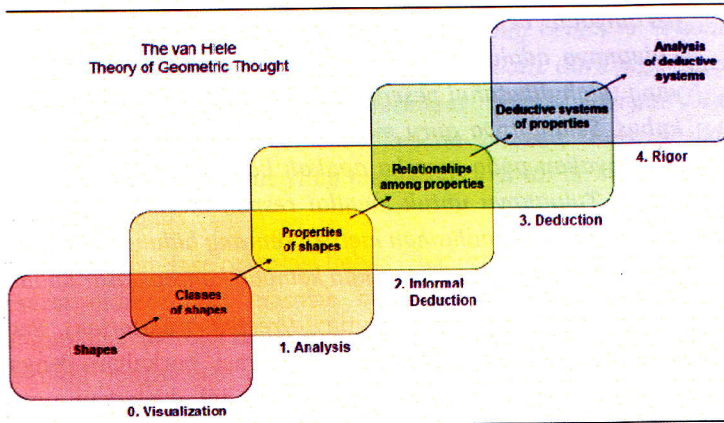 The van Hiele
Theory of Geometric Thought
Analysis
of deductive
systems
Deductive systems
of properties
4. Rigor
Relationships
among properties
3. Deduction
Properties
of shapes
2. Informal
Deduction
Classes
of shapes
1. Analysis
Shapes
0. Visualization